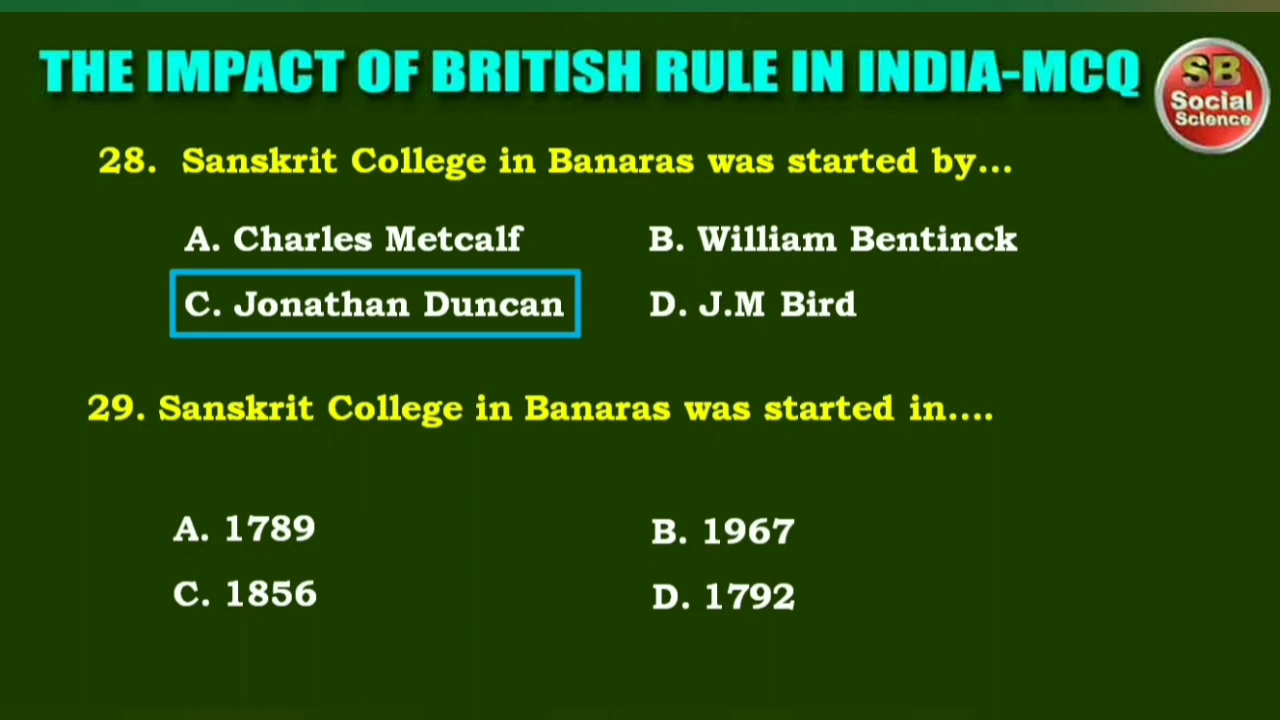 THE IMPACT OF BRITISH RULE IN INDIA-MCQ
SB
Social
Science
28. Sanskrit College in Banaras was started by...
A. Charles Metcalf
B. William Bentinck
C. Jonathan Duncan
D. J.M Bird
29. Sanskrit College in Banaras was started in....
A. 1789
B. 1967
C. 1856
D. 1792